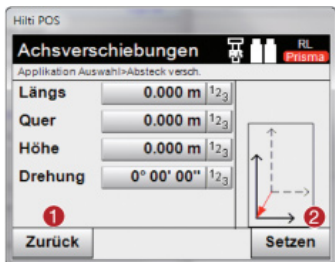 Hilti POS
Achsverschiebungen
RL
Prisma
Applikation Auswahl>Absteck versch.
Längs 0.000 m 123
Quer 0.000 m 123
Höhe 0.000 m 123
Drehung 0° 00' 00" 123
1 2
Zurück Setzen